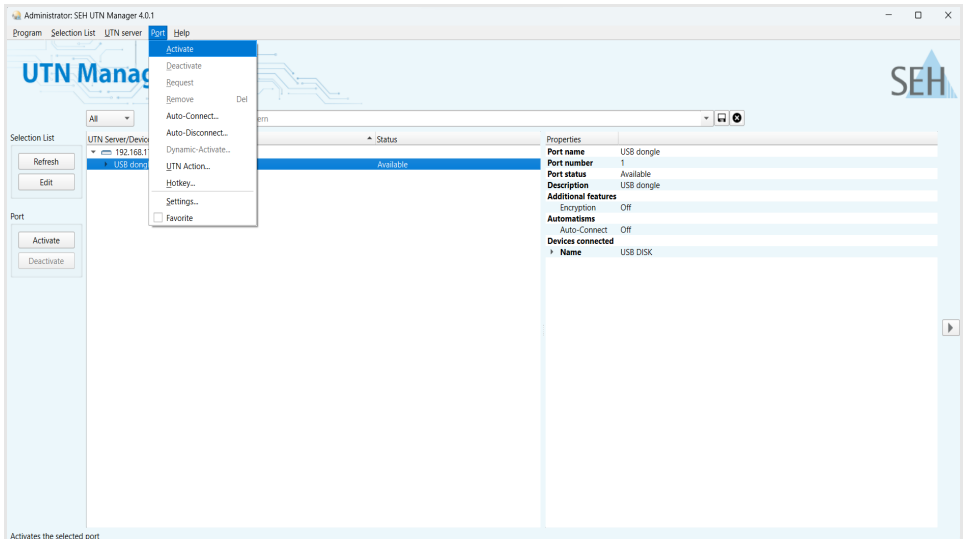 Administrator: SEH UTN Manager 4.0.1
Program Selection List UTN server Port Help
UTN Manag
SEH
Activate
Deactivate
Request
Remove Del
Auto-Connect...
Auto-Disconnect...
Dynamic-Activate...
UTN Action...
Hotkey...
Settings...
Favorite
All
Selection List
Refresh
Edit
Port
Activate
Deactivate
UTN Server/Devic Status
192.168.1
USB dong Available
Properties
Port name USB dongle
Port number 1
Port status Available
Description USB dongle
Additional features
Encryption Off
Automatisms
Auto-Connect Off
Devices connected
Name USB DISK
Activates the selected port